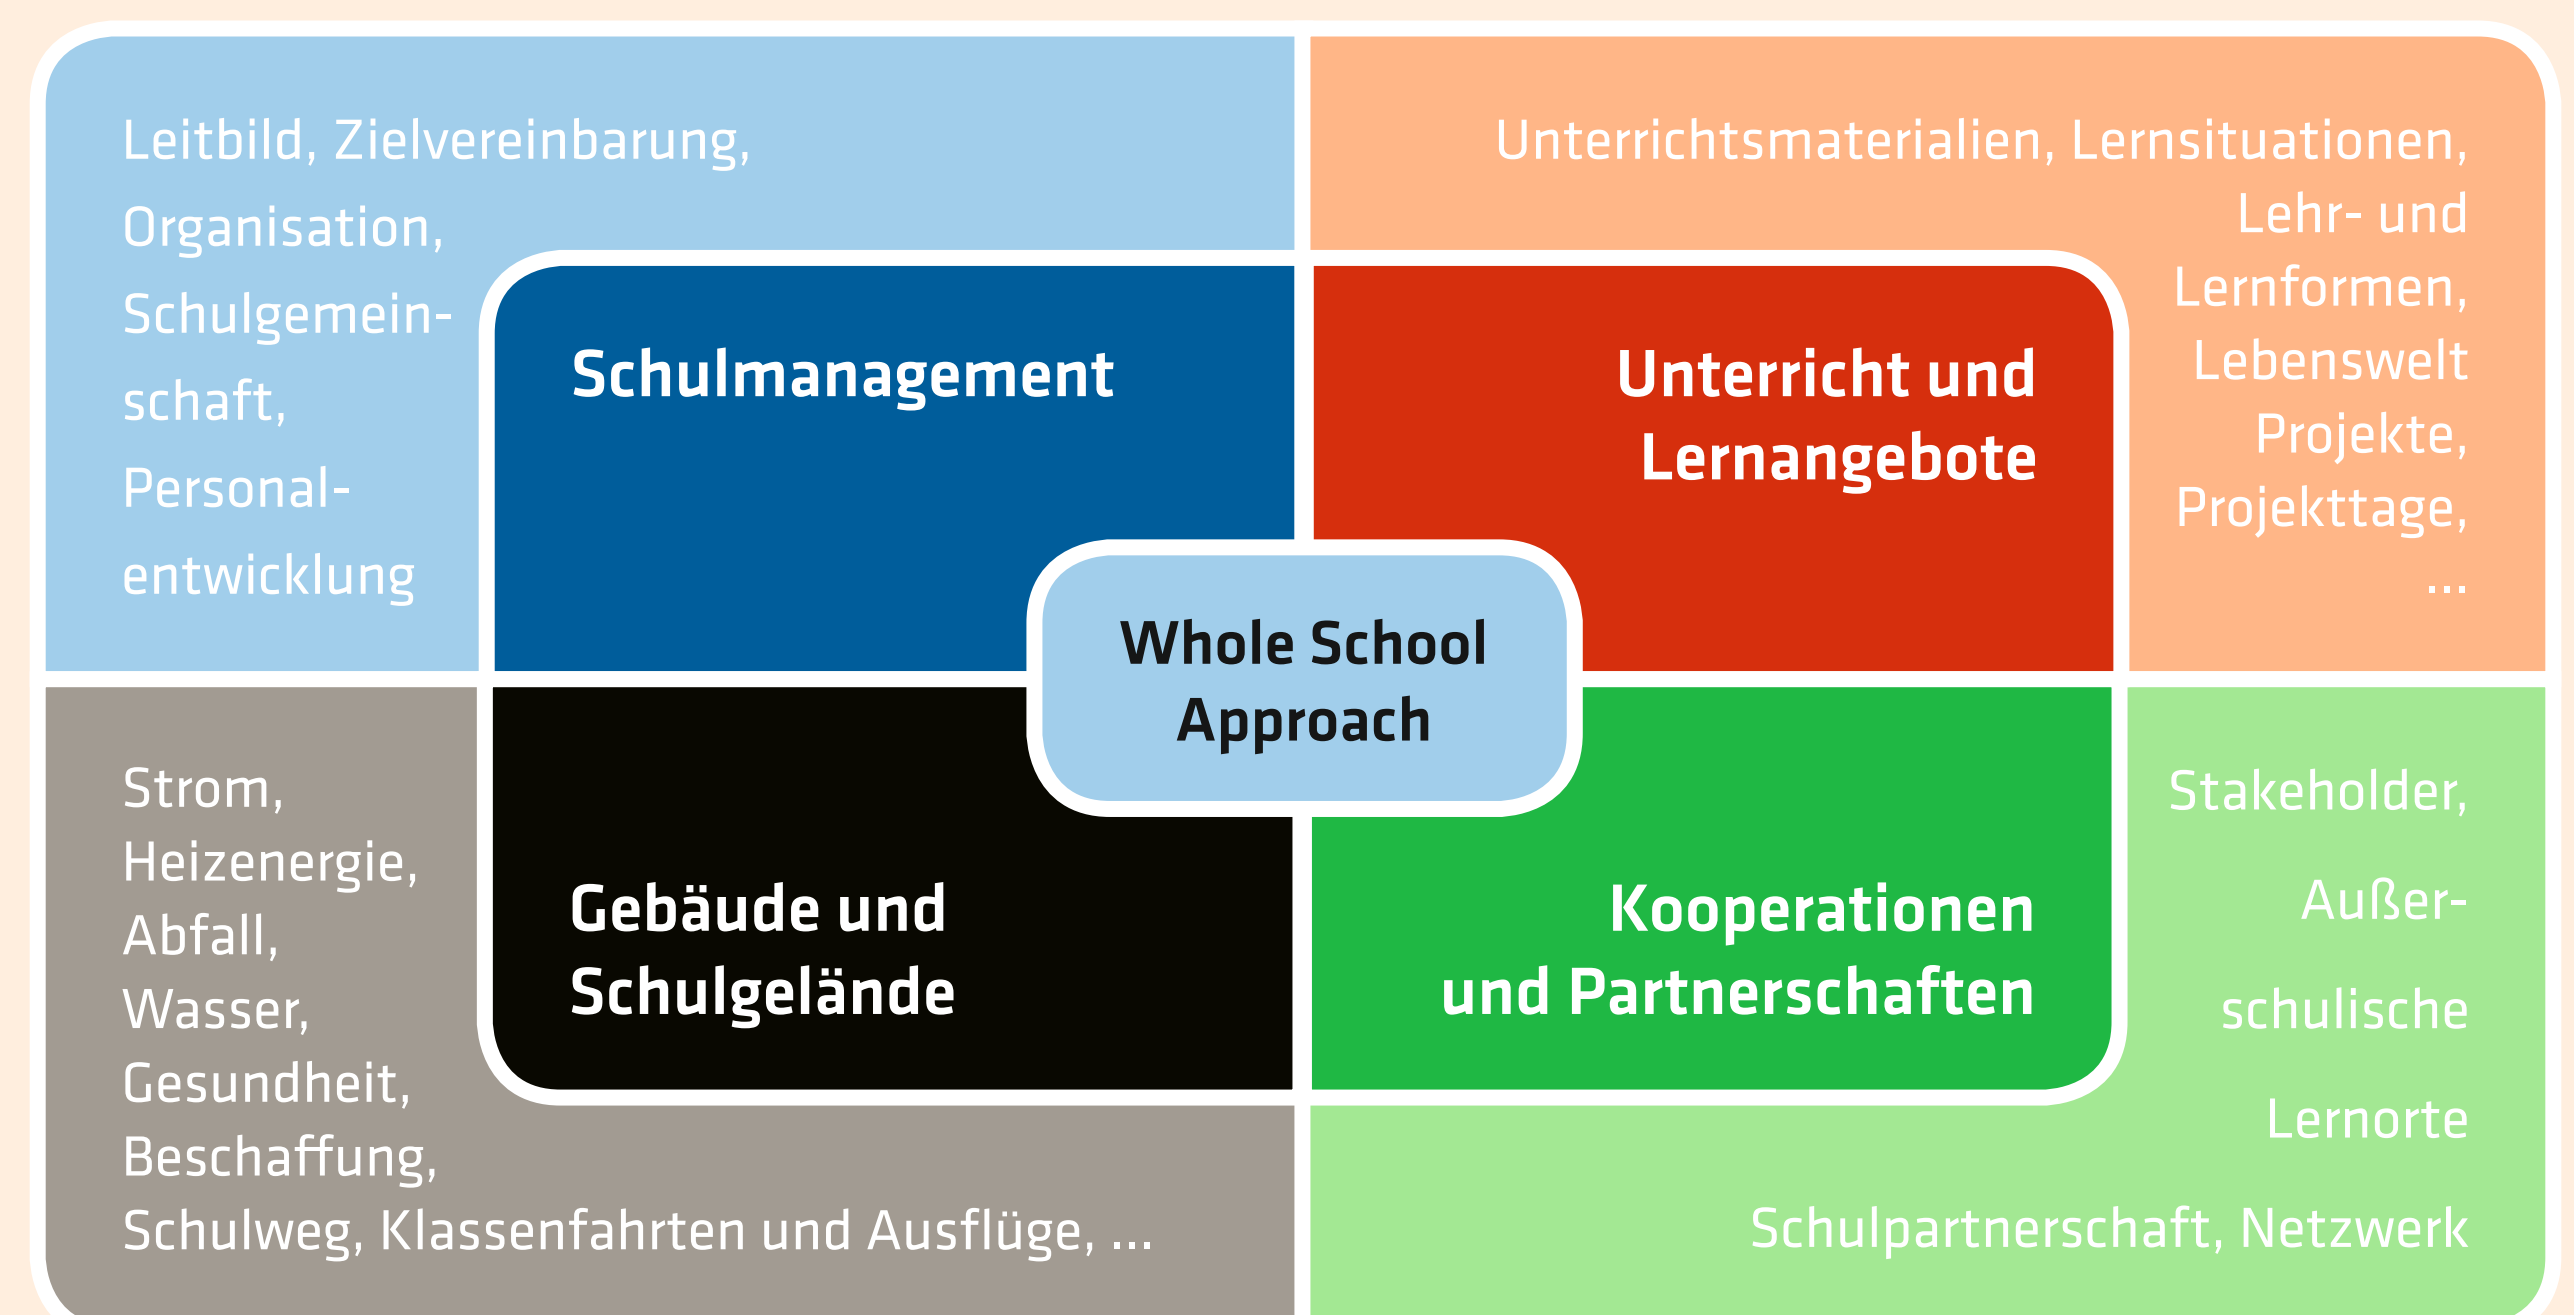 Leitbild, Zielvereinbarung,
Organisation,
Schulgemein-
schaft,
Personal-
entwicklung
Schulmanagement
Unterrichtsmaterialien, Lernsituationen,
Lehr- und
Lernformen,
Lebenswelt
Projekte,
Projekttage,
...
Unterricht und
Lernangebote
Whole School
Approach
Strom,
Heizenergie,
Abfall,
Wasser,
Gesundheit,
Beschaffung,
Schulweg, Klassenfahrten und Ausflüge, ...
Gebäude und
Schulgelände
Kooperationen
und Partnerschaften
Stakeholder,
Außer-
schulische
Lernorte
Schulpartnerschaft, Netzwerk